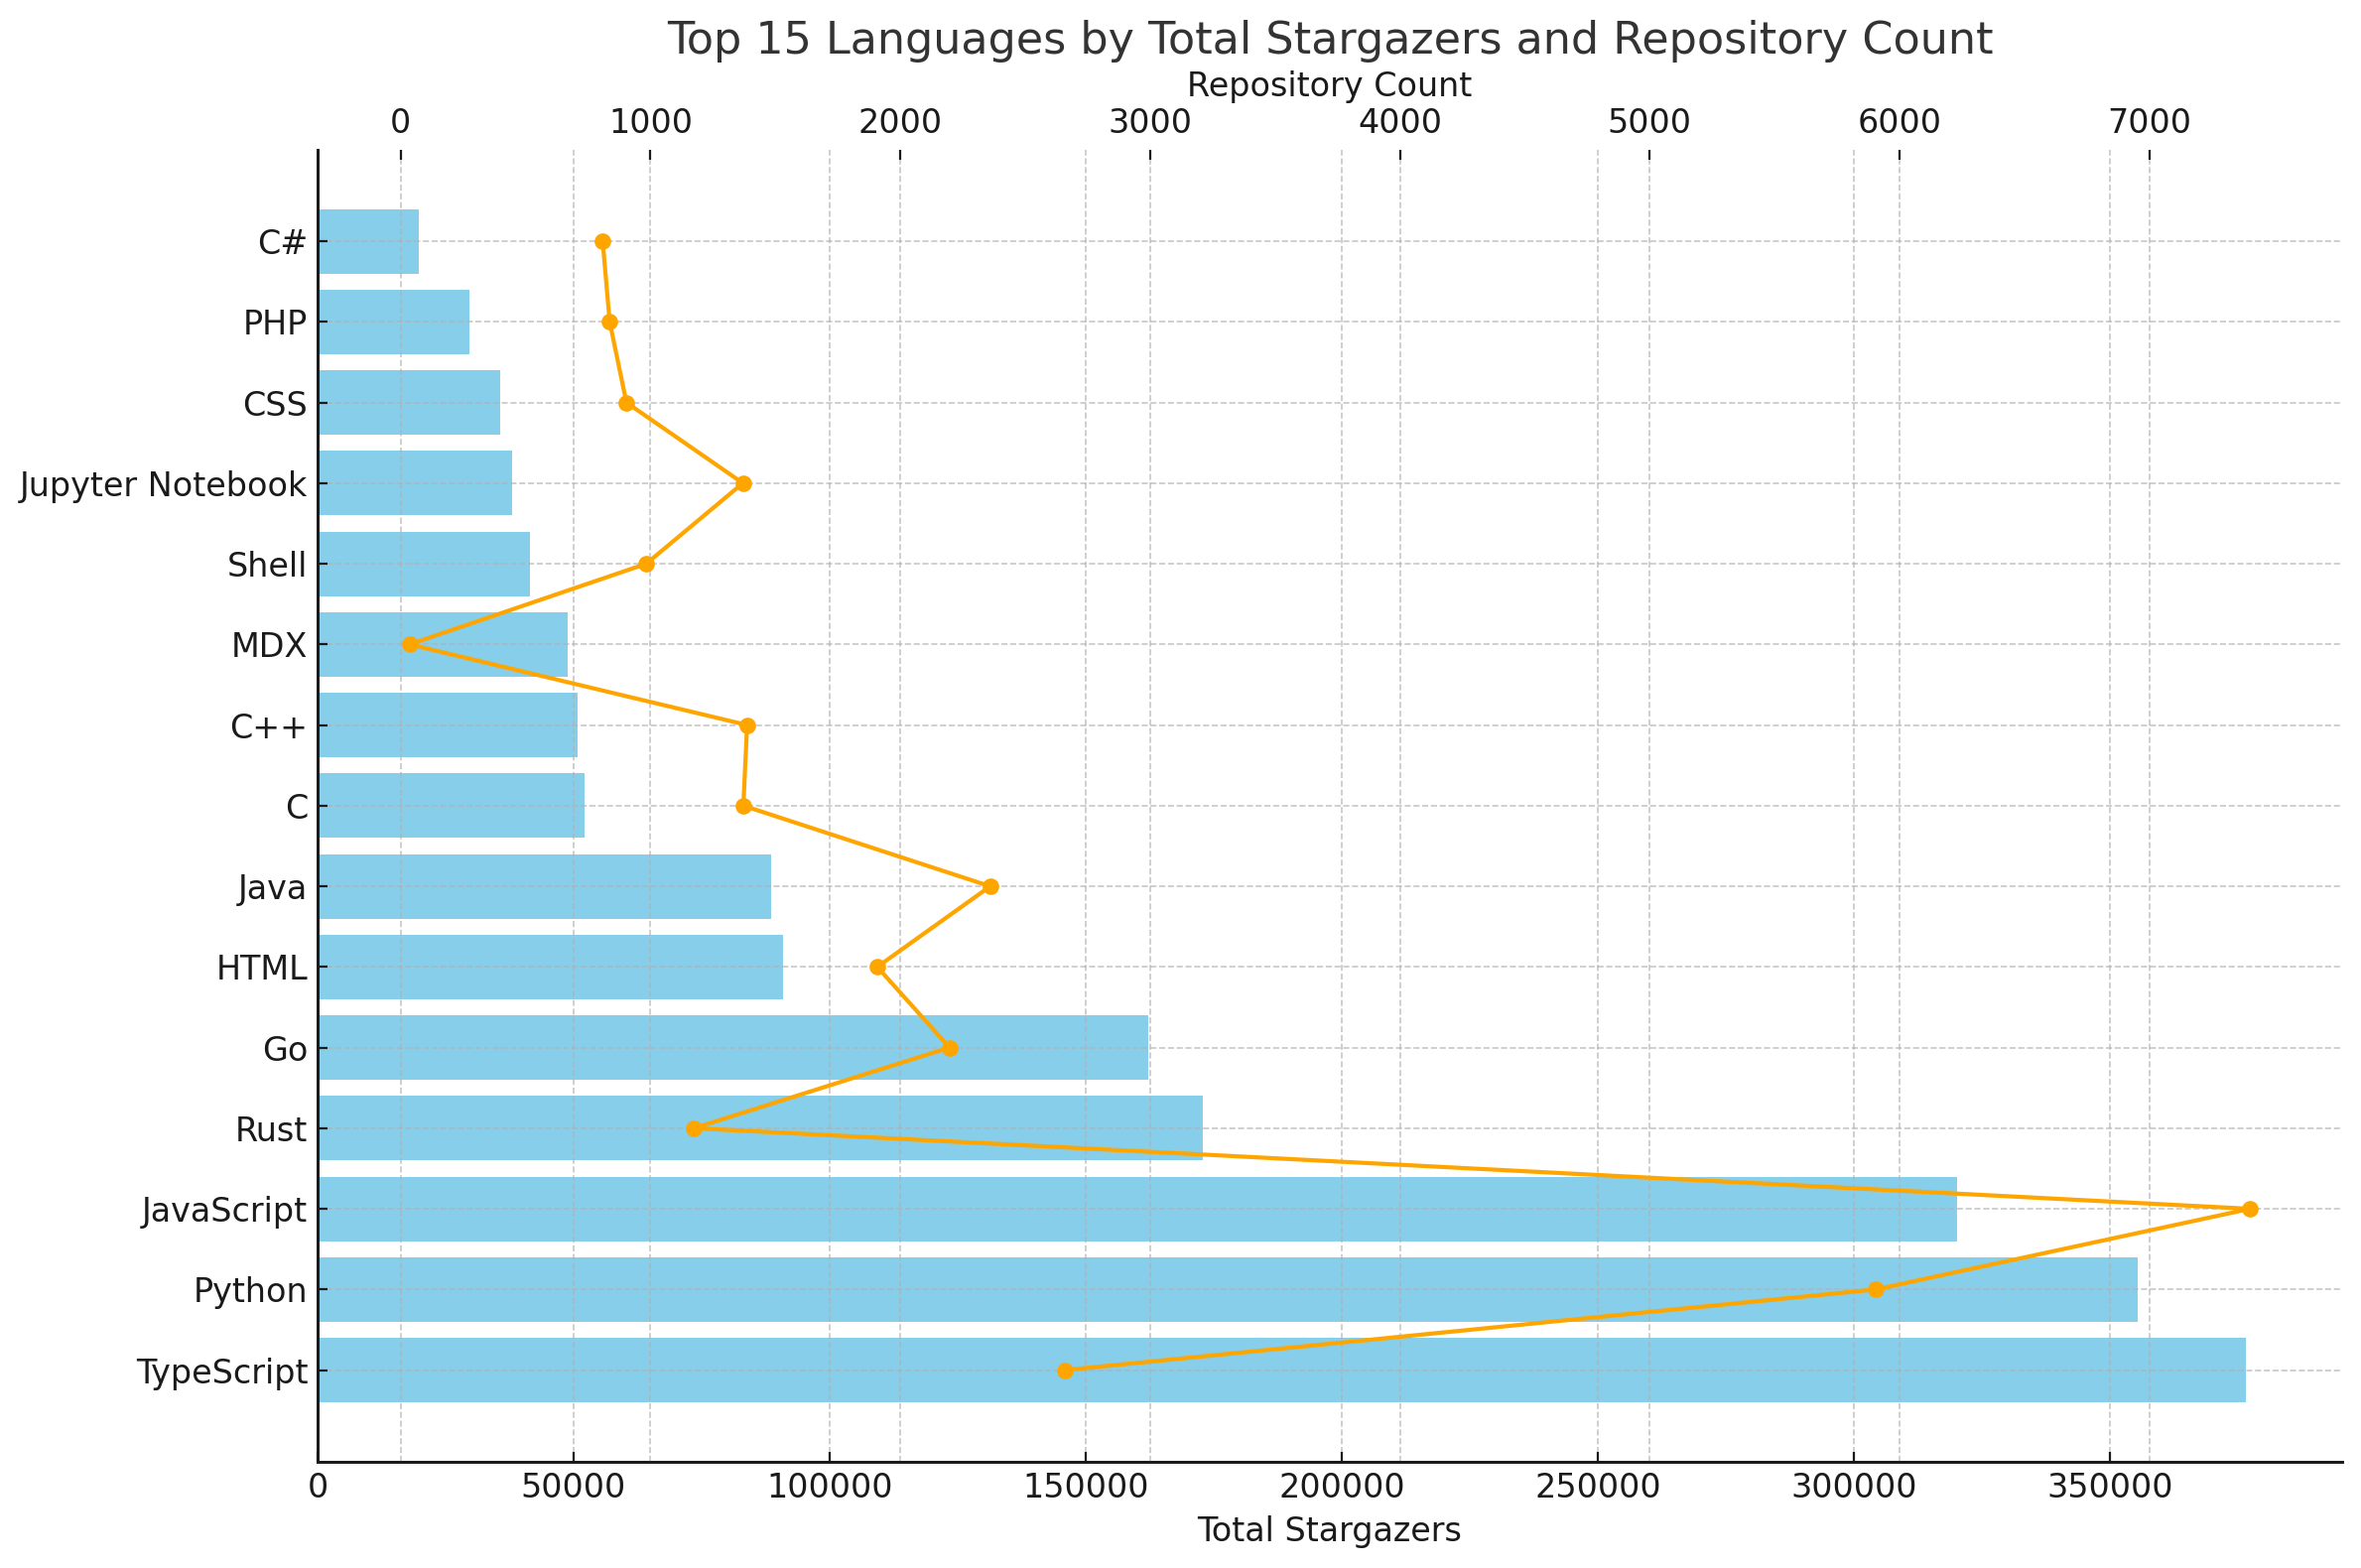 Top 15 Languages by Total Stargazers and Repository Count
Repository Count
0 1000 2000 3000 4000 5000 6000 7000
C#
PHP
CSS
Jupyter Notebook
Shell
MDX
C++
C
Java
HTML
Go
Rust
JavaScript
Python
TypeScript
0 50000 100000 150000 200000 250000 300000 350000
Total Stargazers